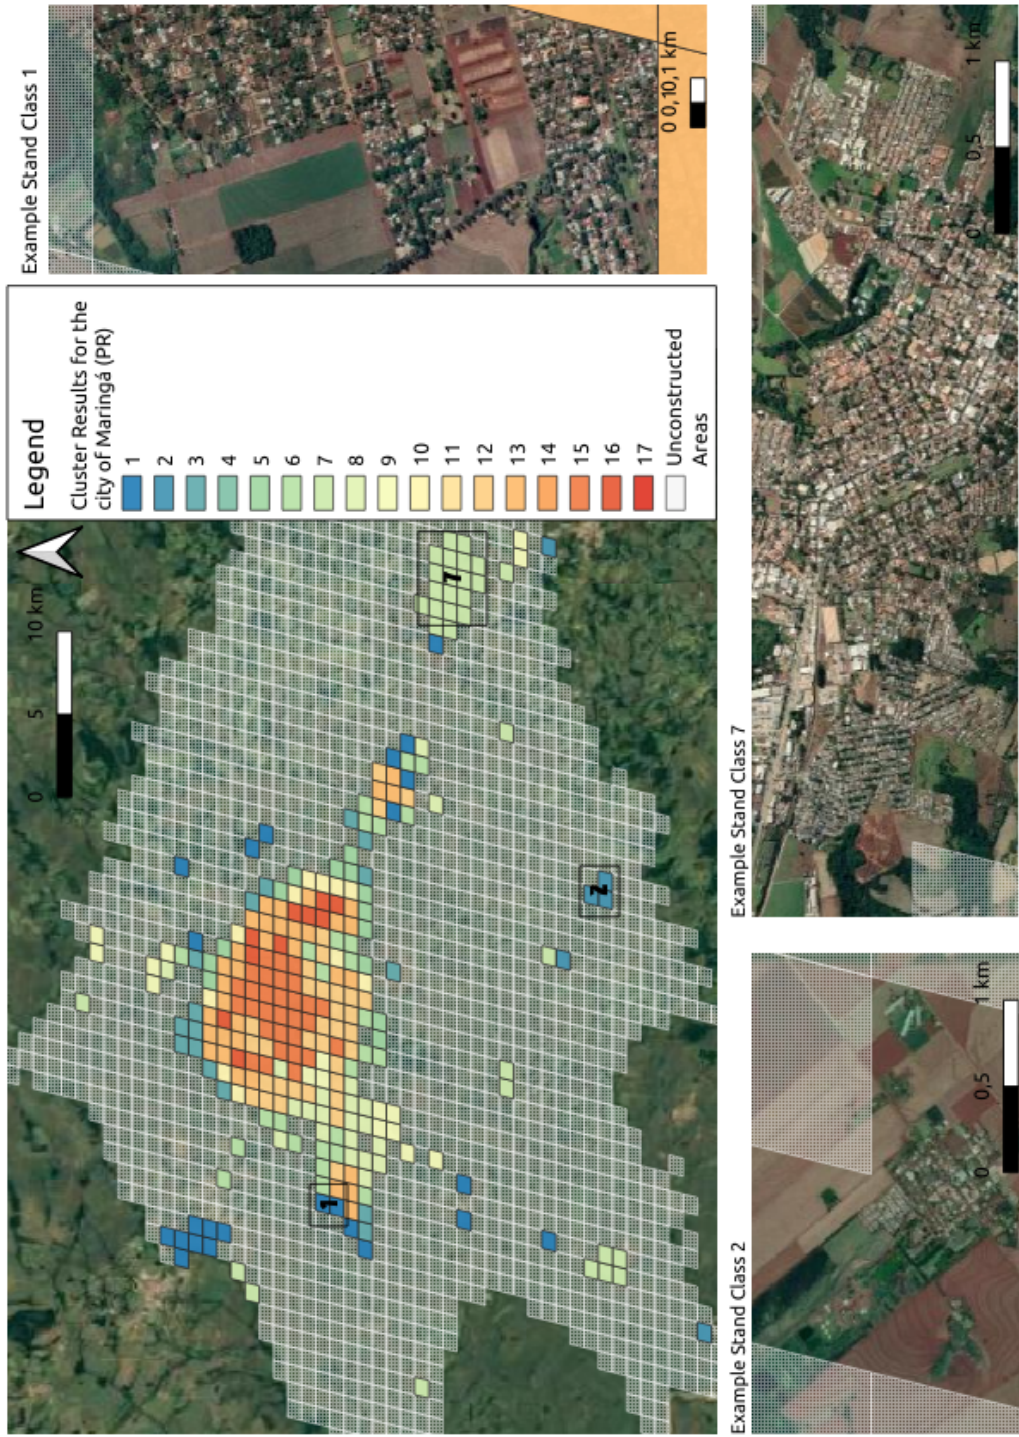 0
5
10 km
1
2
7
Legend
Cluster Results for the
city of Maringá (PR)
1
2
3
4
5
6
7
8
9
10
11
12
13
14
15
16
17
Unconstructed
Areas
Example Stand Class 1
0 0,10,1 km
Example Stand Class 2
0
0,5
1 km
Example Stand Class 7
0
0,5
1 km